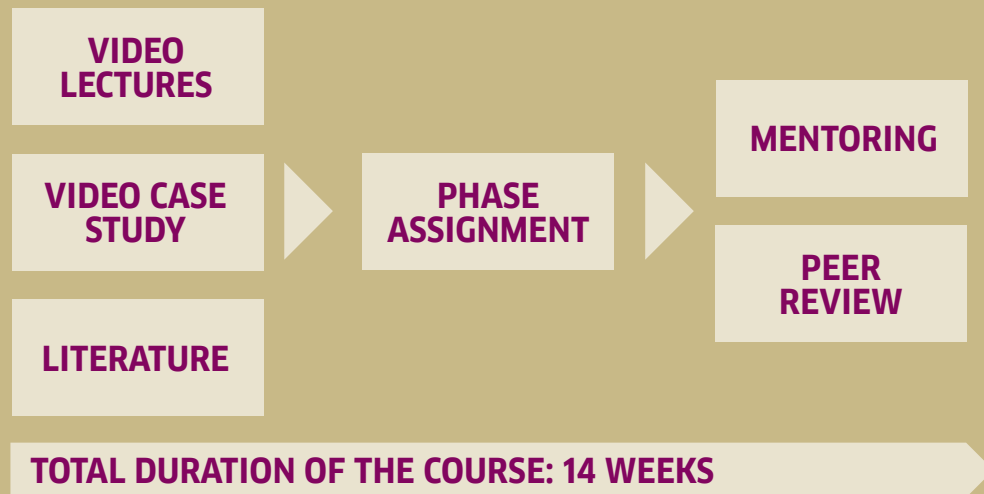 VIDEO
LECTURES
VIDEO CASE
STUDY
LITERATURE
PHASE
ASSIGNMENT
MENTORING
PEER
REVIEW
TOTAL DURATION OF THE COURSE: 14 WEEKS